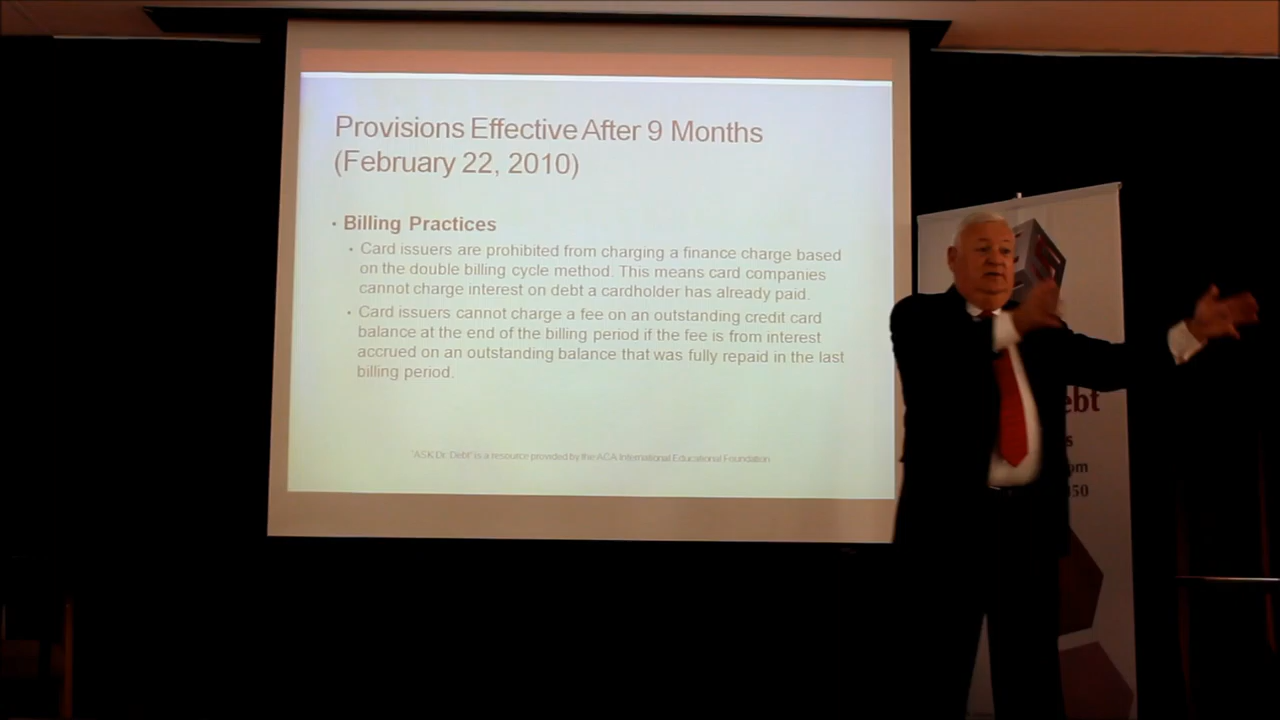 Provisions Effective After 9 Months
(February 22, 2010)
• Billing Practices
• Card issuers are prohibited from charging a finance charge based
on the double billing cycle method. This means card companies
cannot charge interest on debt a cardholder has already paid.
• Card issuers cannot charge a fee on an outstanding credit card
balance at the end of the billing period if the fee is from interest
accrued on an outstanding balance that was fully repaid in the last
billing period.
"ASK Dr. Debt" is a resource provided by the ACA International Educational Foundation
ebt
s
om
50